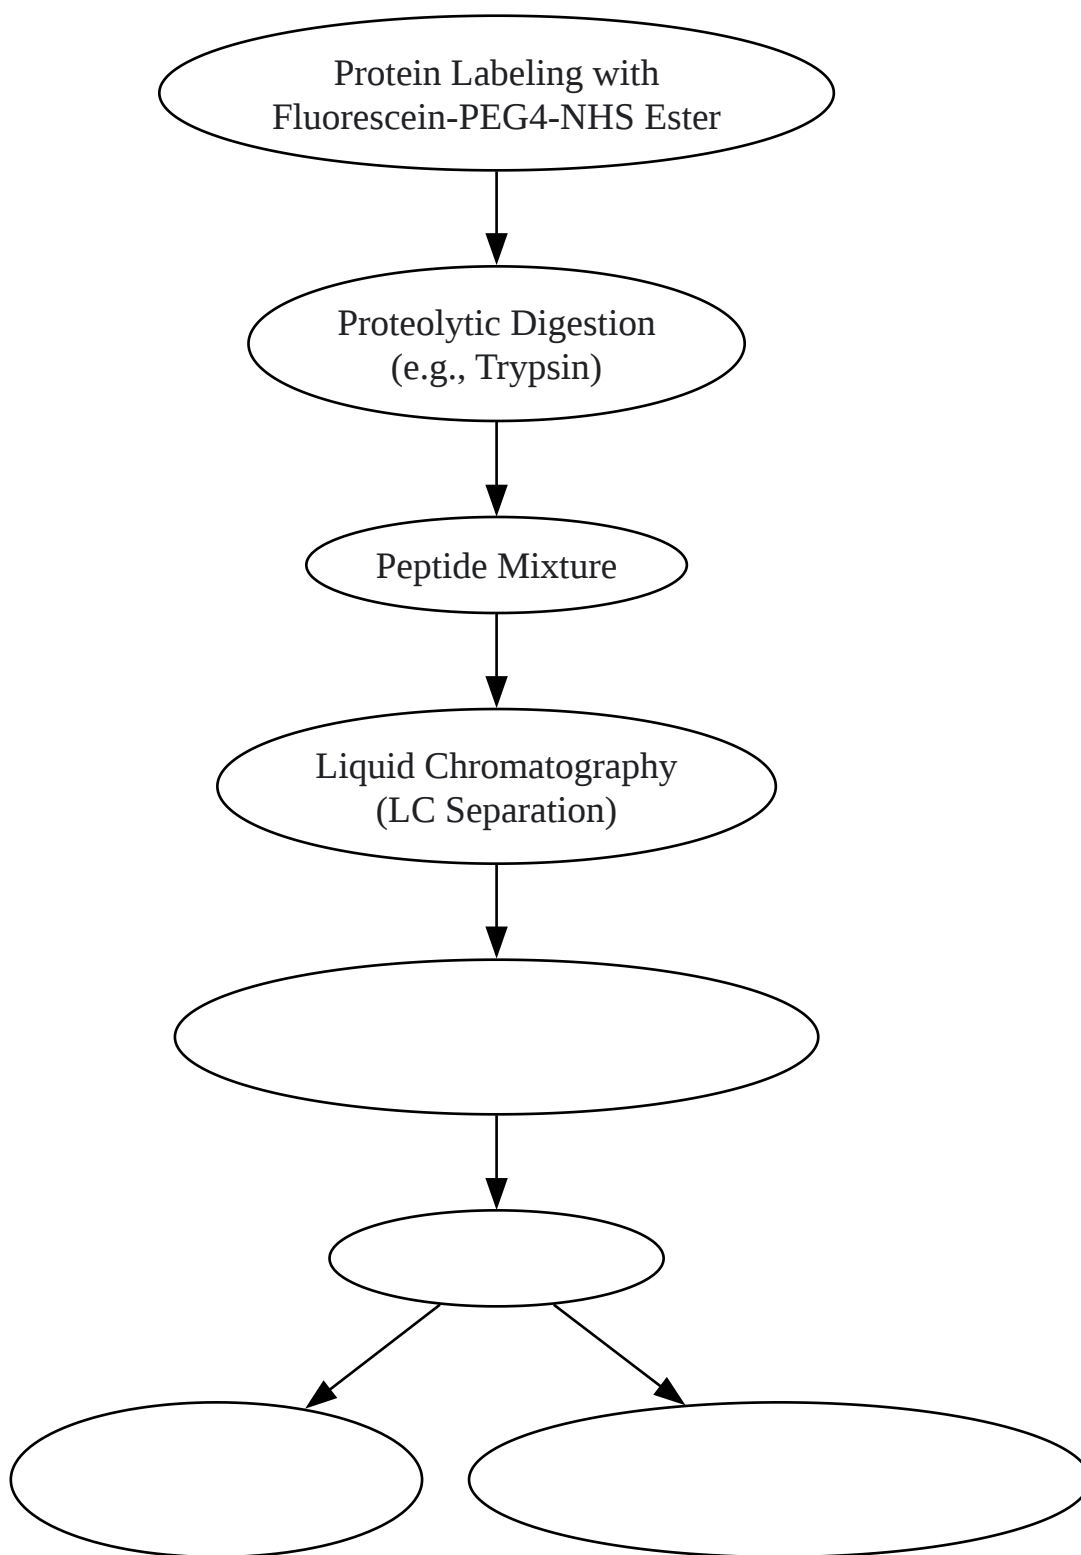 Protein Labeling with
Fluorescein-PEG4-NHS Ester
Proteolytic Digestion
(e.g., Trypsin)
Peptide Mixture
Liquid Chromatography
(LC Separation)